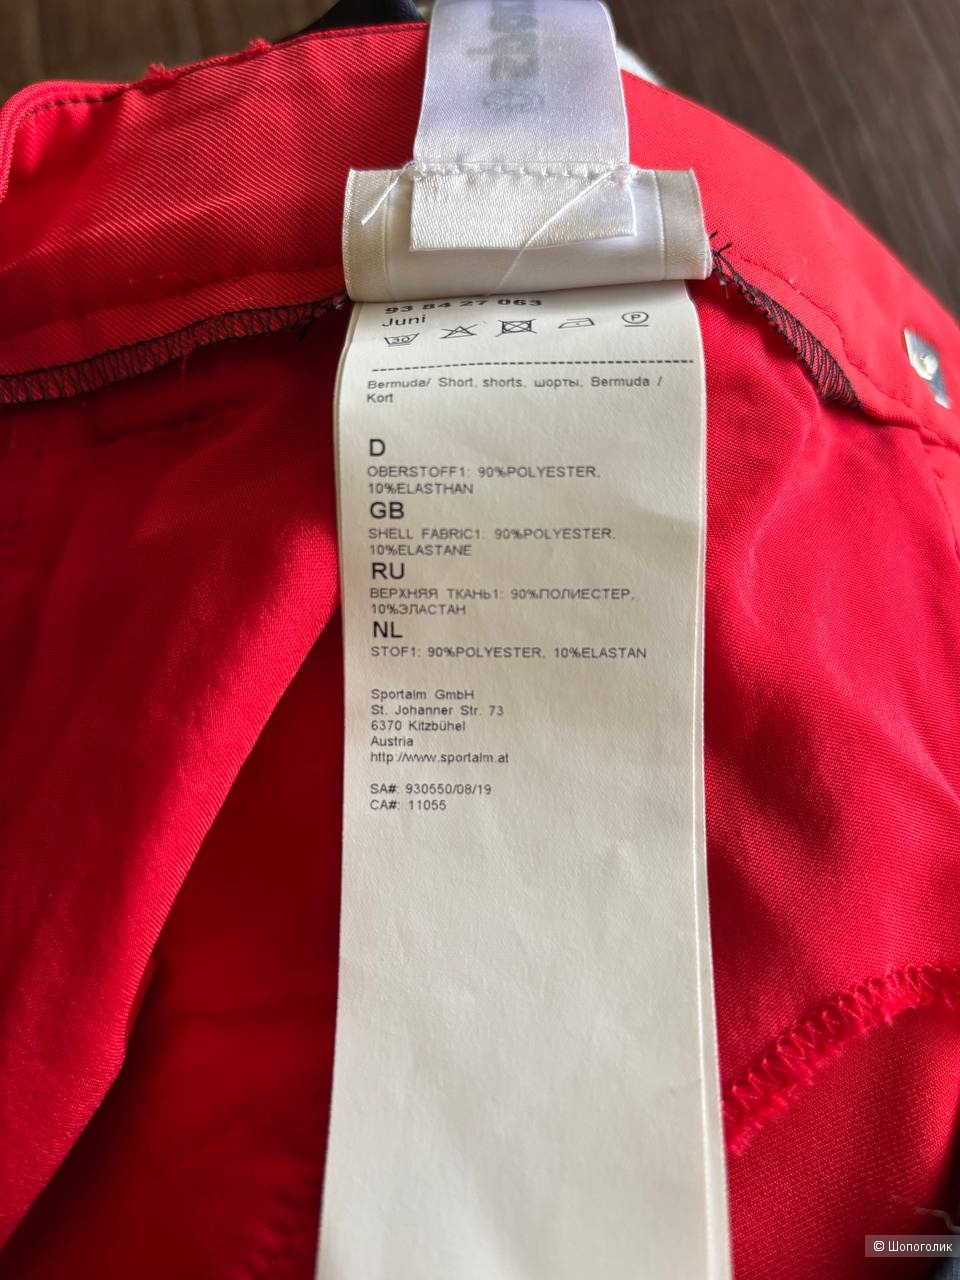 93 84 27 063
Juni
30
P
Bermuda/ Short, shorts, шорты, Bermuda /
Kort
D
OBERSTOFF1: 90%POLYESTER,
10%ELASTHAN
GB
SHELL FABRIC1: 90%POLYESTER,
10%ELASTANE
RU
ВЕРХНЯЯ ТКАНЬ1: 90%ПОЛИЕСТЕР,
10%ЭЛАСТАН
NL
STOF1: 90%POLYESTER, 10%ELASTAN
Sportalm GmbH
St. Johanner Str. 73
6370 Kitzbühel
Austria
http://www.sportalm.at
SA#: 930550/08/19
CA#: 11055
© Шопоголик